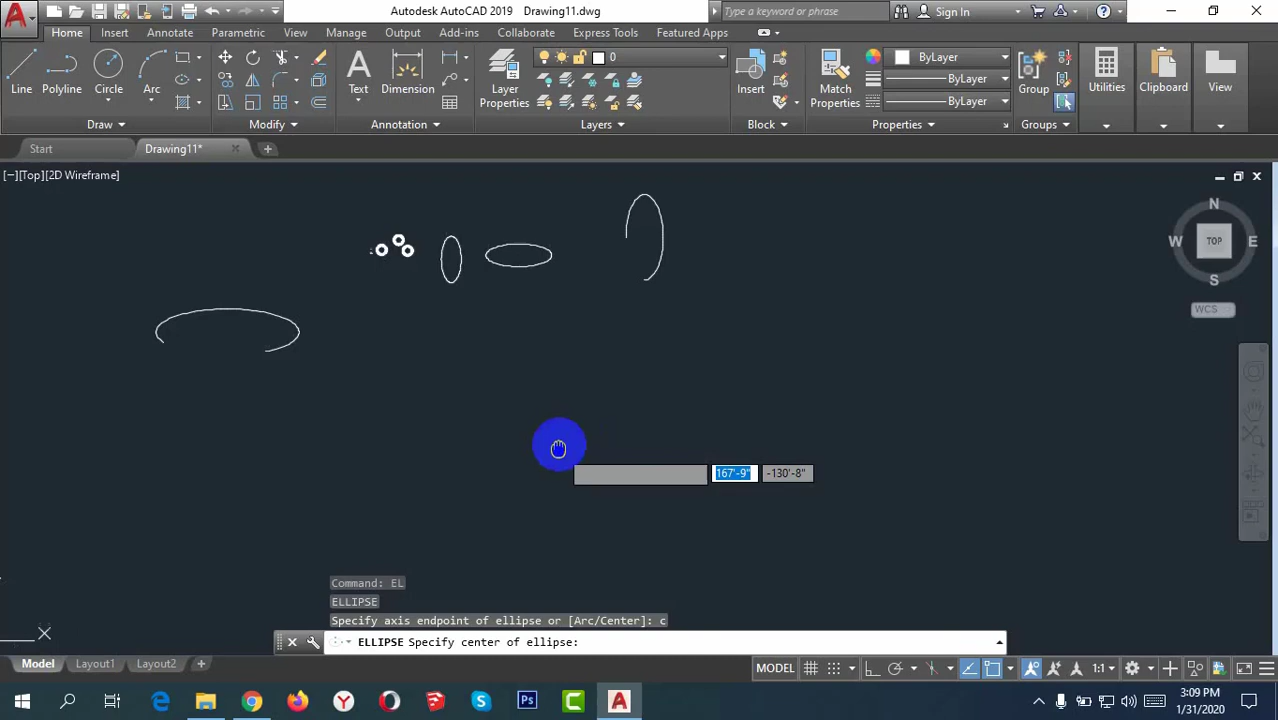 Autodesk AutoCAD 2019 Drawing11.dwg
Type a keyword or phrase
Sign In
Home Insert Annotate Parametric View Manage Output Add-ins Collaborate Express Tools Featured Apps
Line Polyline Circle Arc
Text Dimension
Layer Properties
0
Insert
Match Properties
ByLayer
ByLayer
ByLayer
Group
Utilities
Clipboard
View
Draw Modify Annotation Layers Block Properties Groups
Start Drawing11*
[−][Top][2D Wireframe]
N
W TOP E
S
WCS
167'-9" -130'-8"
Command: EL
ELLIPSE
Specify axis endpoint of ellipse or [Arc/Center]: c
ELLIPSE Specify center of ellipse:
X
Model Layout1 Layout2
MODEL 1:1
Ps
3:09 PM
1/31/2020